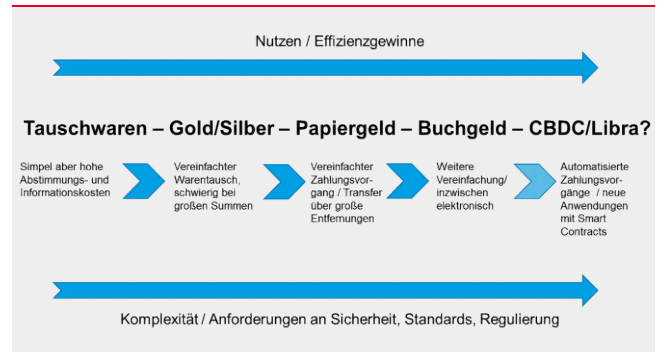 Nutzen / Effizienzgewinne
Tauschwaren – Gold/Silber – Papiergeld – Buchgeld – CBDC/Libra?
Simpel aber hohe
Abstimmungs- und
Informationskosten
Vereinfachter
Warentausch,
schwierig bei
großen Summen
Vereinfachter
Zahlungsvor-
gang / Transfer
über große
Entfernungen
Weitere
Vereinfachung/
inzwischen
elektronisch
Automatisierte
Zahlungsvor-
gänge / neue
Anwendungen
mit Smart
Contracts
Komplexität / Anforderungen an Sicherheit, Standards, Regulierung